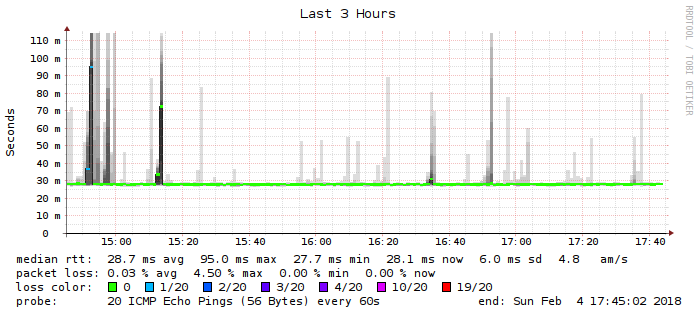 Last 3 Hours
RRDTOOL / TOBI OETIKER
Seconds
110 m
100 m
90 m
80 m
70 m
60 m
50 m
40 m
30 m
20 m
10 m
0
15:00 15:20 15:40 16:00 16:20 16:40 17:00 17:20 17:40
median rtt: 28.7 ms avg 95.0 ms max 27.7 ms min 28.1 ms now 6.0 ms sd 4.8 am/s
packet loss: 0.03 % avg 4.50 % max 0.00 % min 0.00 % now
loss color: 0 1/20 2/20 3/20 4/20 10/20 19/20
probe: 20 ICMP Echo Pings (56 Bytes) every 60s end: Sun Feb 4 17:45:02 2018